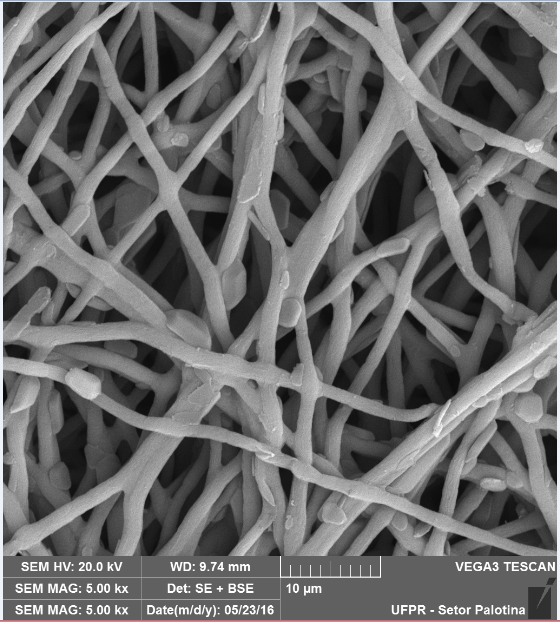 SEM HV: 20.0 kV WD: 9.74 mm VEGA3 TESCAN
SEM MAG: 5.00 kx Det: SE + BSE 10 µm
SEM MAG: 5.00 kx Date(m/d/y): 05/23/16 UFPR - Setor Palotina